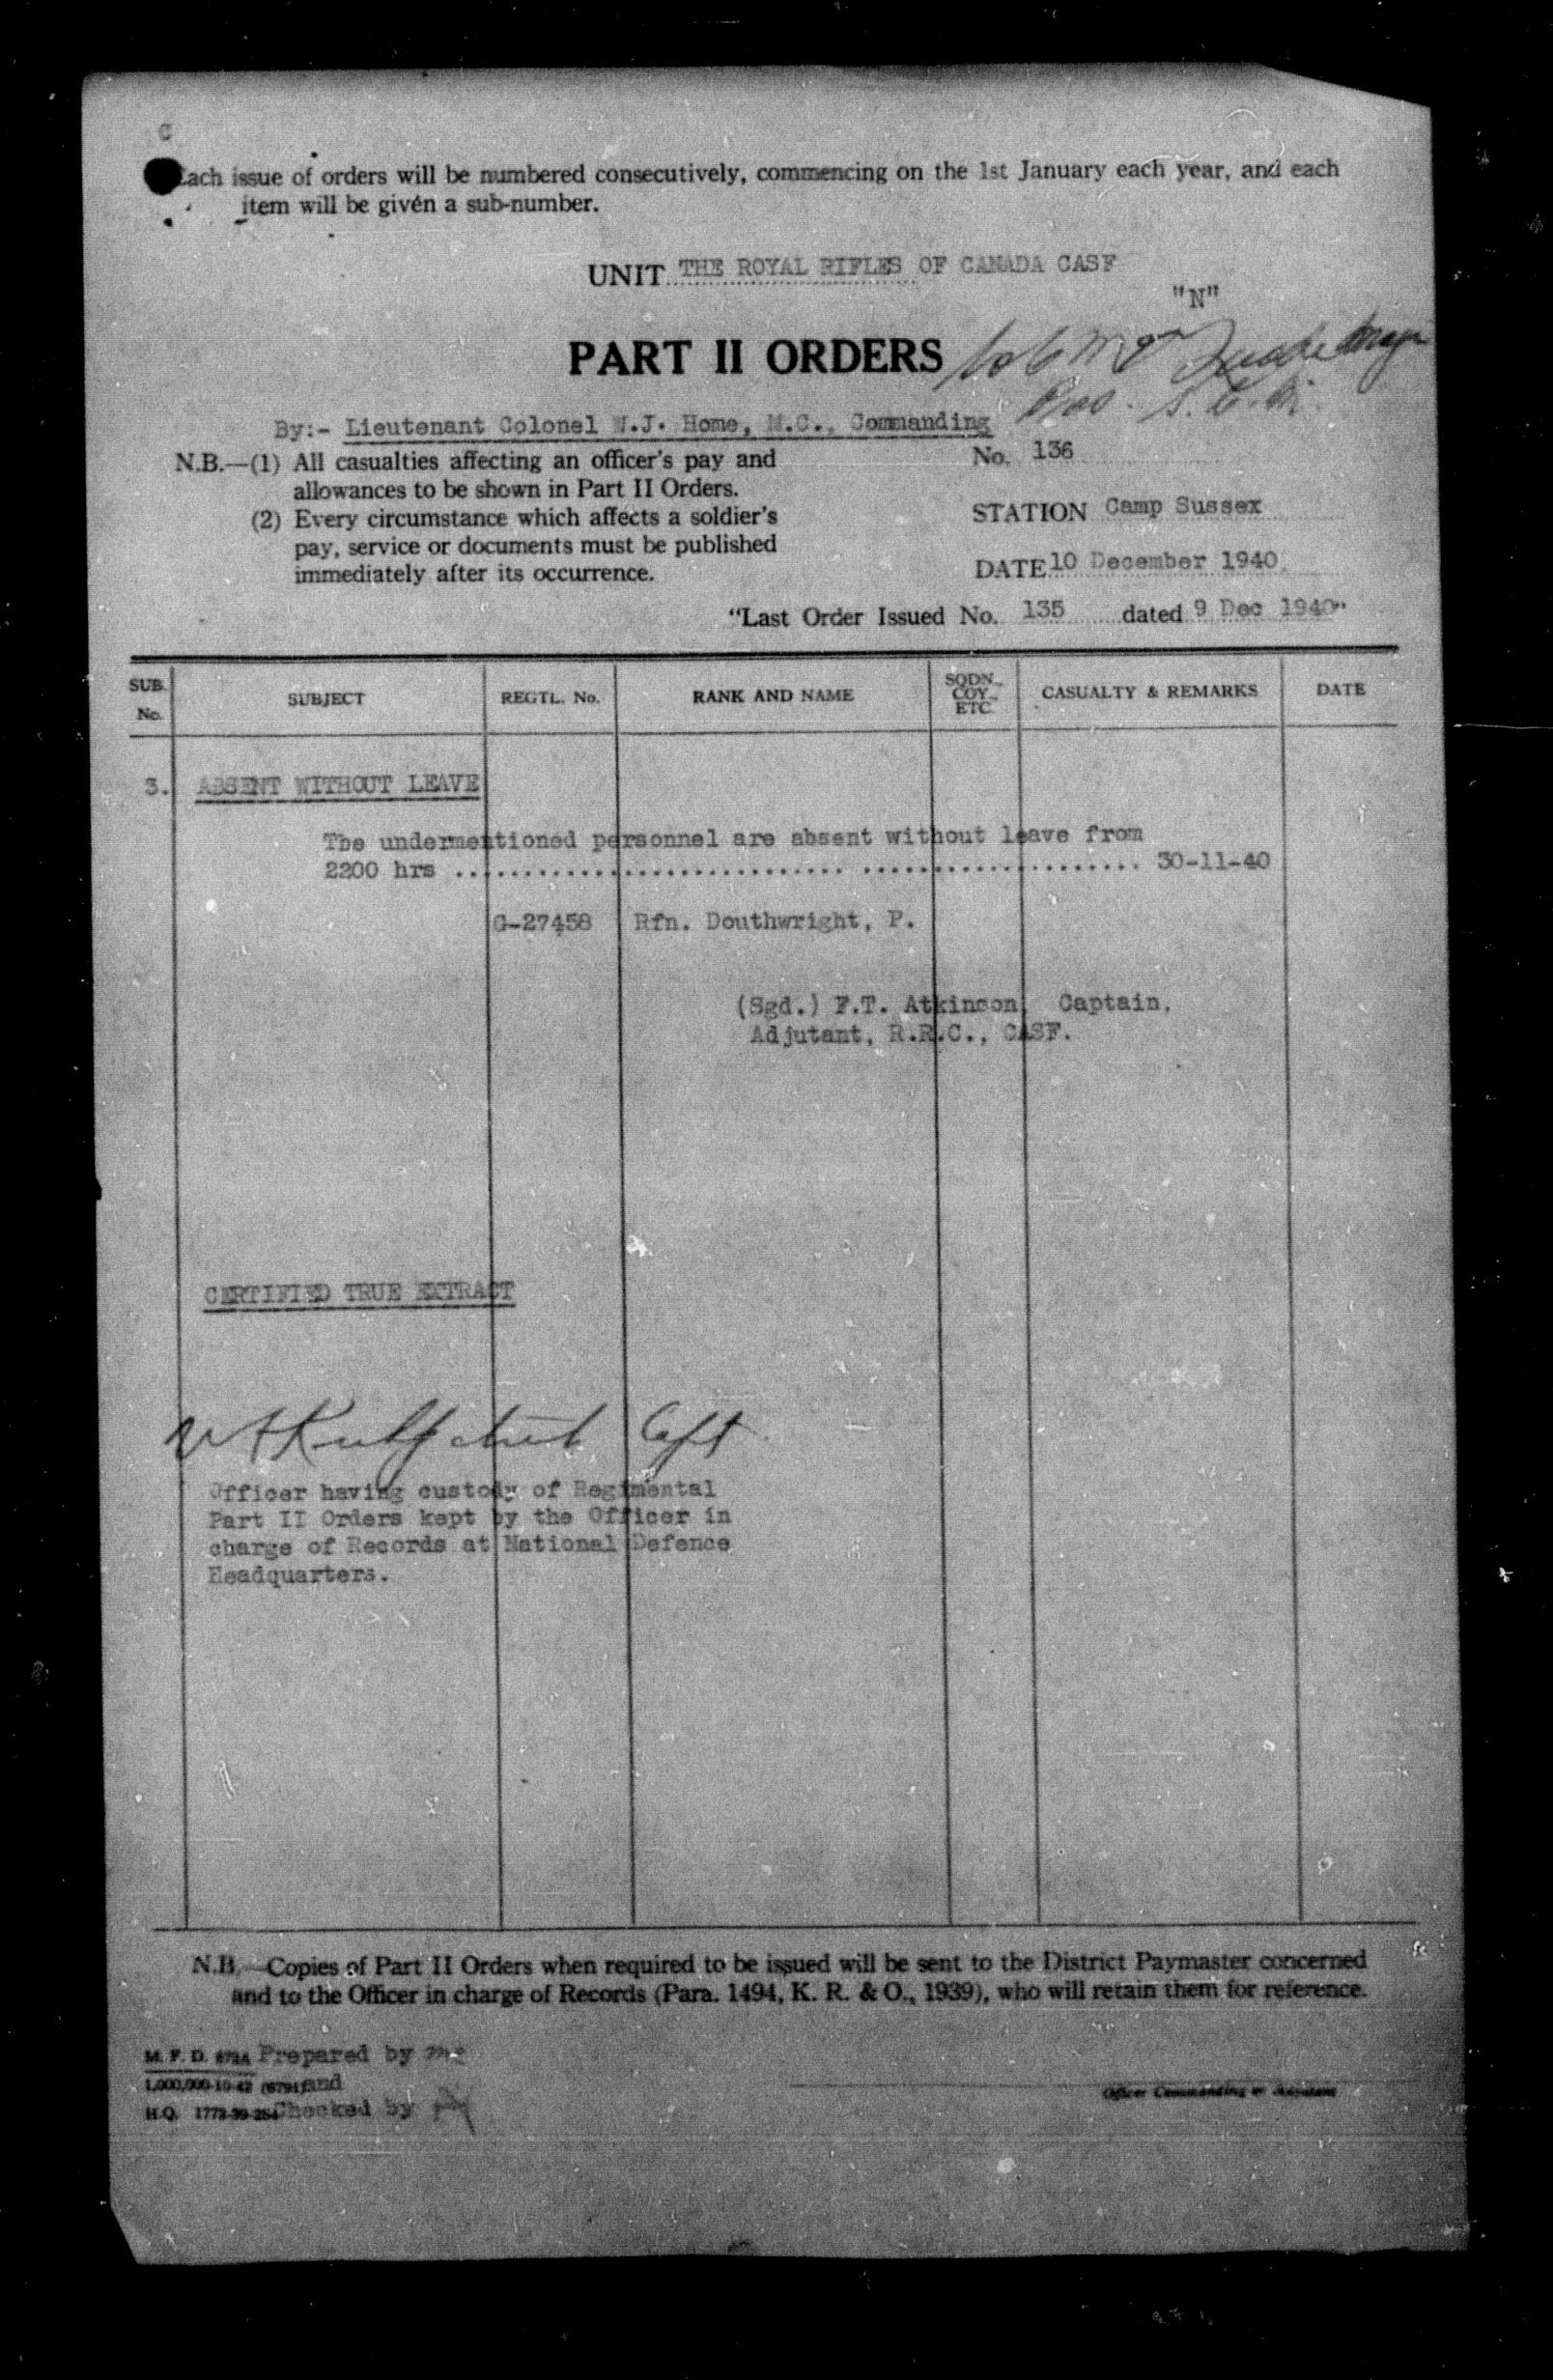 Each issue of orders will be numbered consecutively, commencing on the 1st January each year, and each
item will be given a sub-number.
UNIT THE ROYAL RIFLES OF CANADA CASF
"N"
PART II ORDERS
By:- Lieutenant Colonel W.J. Home, M.C., Commanding
N.B.—(1) All casualties affecting an officer's pay and
allowances to be shown in Part II Orders.
(2) Every circumstance which affects a soldier's
pay, service or documents must be published
immediately after its occurrence.
No. 136
STATION Camp Sussex
DATE 10 December 1940.
"Last Order Issued No. 135 dated 9 Dec 1940"
SUB. No.
SUBJECT
REGTL. No.
RANK AND NAME
SQDN. COY. ETC.
CASUALTY & REMARKS
DATE
3. ABSENT WITHOUT LEAVE
The undermentioned personnel are absent without leave from
2200 hrs ........................................................ 30-11-40
G-27458 Rfn. Douthwright, P.
(Sgd.) F.T. Atkinson, Captain,
Adjutant, R.R.C., CASF.
CERTIFIED TRUE EXTRACT
Capt
Officer having custody of Regimental
Part II Orders kept by the Officer in
charge of Records at National Defence
Headquarters.
N.B.—Copies of Part II Orders when required to be issued will be sent to the District Paymaster concerned
and to the Officer in charge of Records (Para. 1494, K. R. & O., 1939), who will retain them for reference.
M. F. D. Prepared by
and
H.Q. Checked by
Officer Commanding or Adjutant